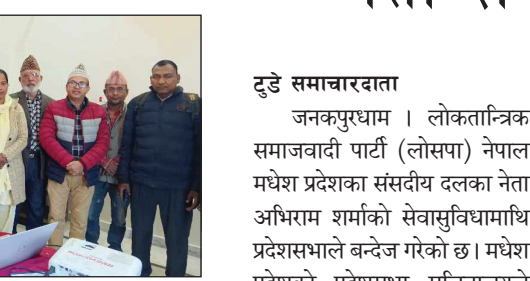 टुडे समाचारदाता
जनकपुरधाम । लोकतान्त्रिक
समाजवादी पार्टी (लोसपा) नेपाल
मधेश प्रदेशका संसदीय दलका नेता
अभिराम शर्माको सेवासुविधामाथि
प्रदेशसभाले बन्देज गरेको छ। मधेश